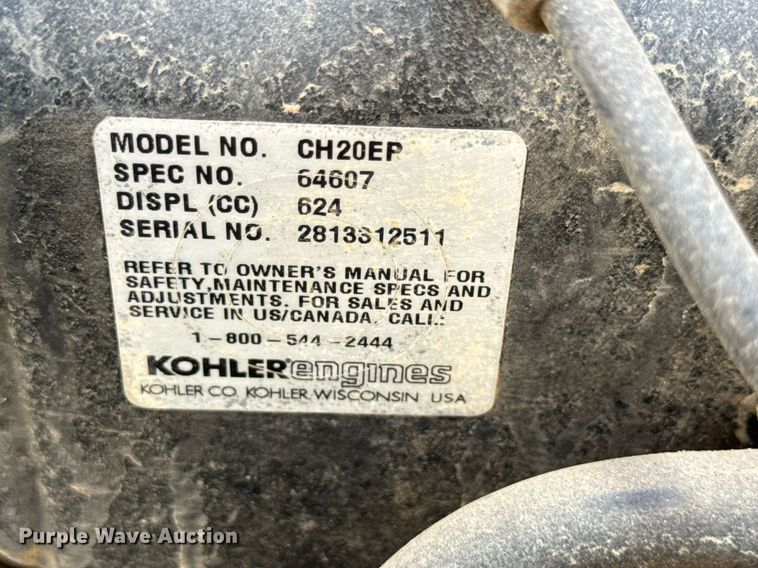 MODEL NO. CH20EP
SPEC NO. 64607
DISPL (CC) 624
SERIAL NO. 2813312511
REFER TO OWNER'S MANUAL FOR
SAFETY,MAINTENANCE SPECS AND
ADJUSTMENTS. FOR SALES AND
SERVICE IN US/CANADA, CALL:
1-800-544-2444
KOHLER® engines
KOHLER CO. KOHLER, WISCONSIN USA
Purple Wave Auction®